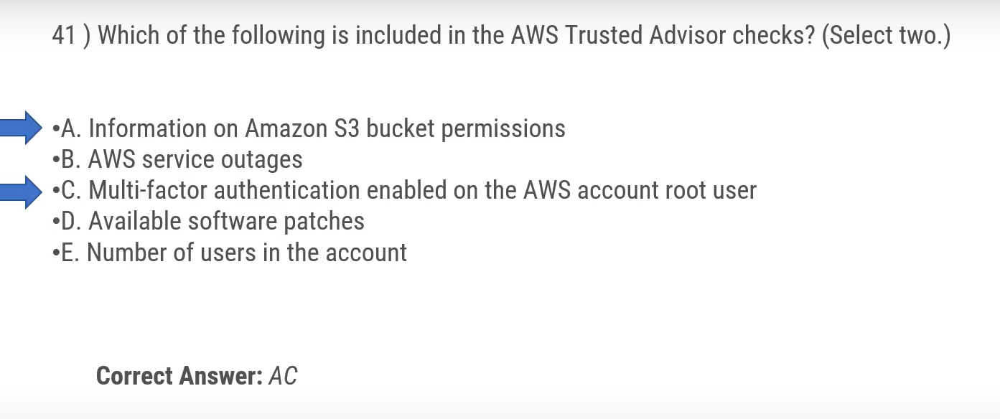 41 ) Which of the following is included in the AWS Trusted Advisor checks? (Select two.)
•A. Information on Amazon S3 bucket permissions
•B. AWS service outages
•C. Multi-factor authentication enabled on the AWS account root user
•D. Available software patches
•E. Number of users in the account
Correct Answer: AC